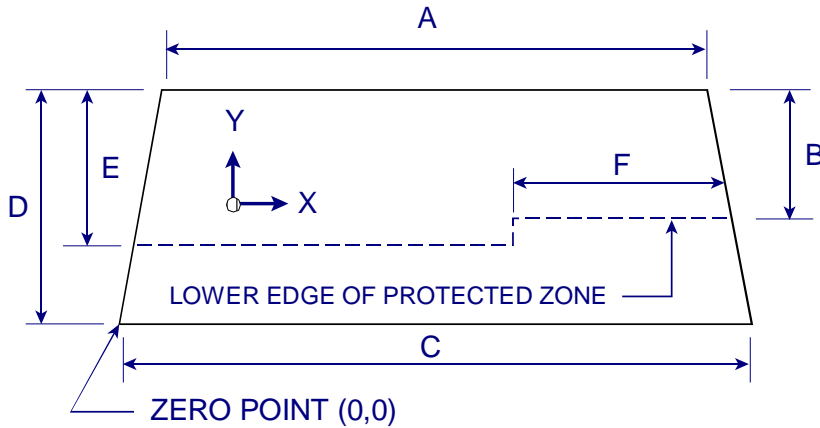 A
Y
E
B
F
D
X
LOWER EDGE OF PROTECTED ZONE
C
ZERO POINT (0,0)